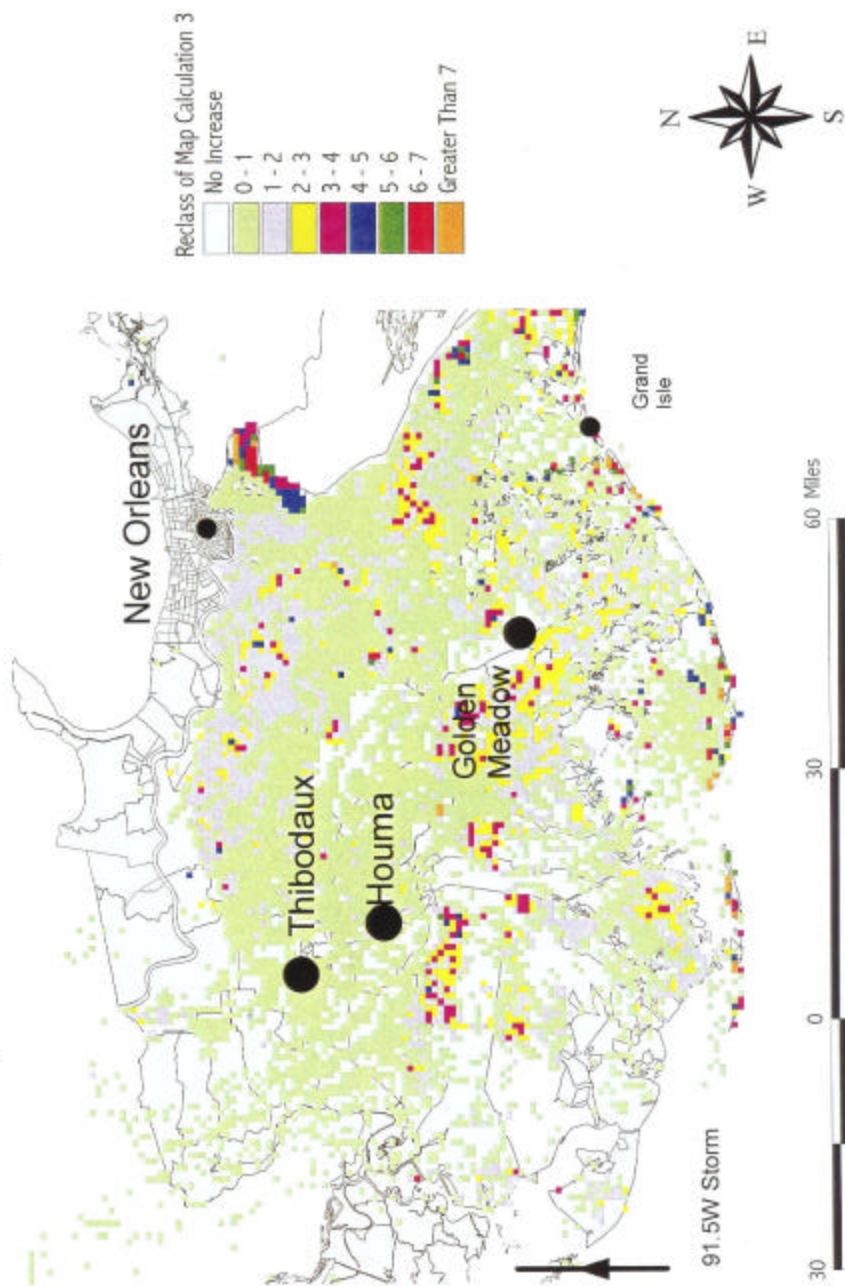 Reclass of Map Calculation 3
No Increase
0 - 1
1 - 2
2 - 3
3 - 4
4 - 5
5 - 6
6 - 7
Greater Than 7
N
W
E
S
New Orleans
Thibodaux
Houma
Golden
Meadow
Grand
Isle
91.5W Storm
30
0
30
60 Miles